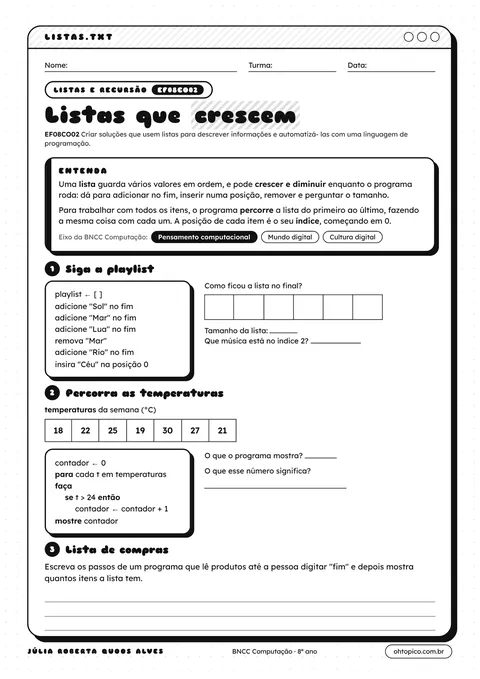 LISTAS.TXT
Nome:
Turma:
Data:
LISTAS E RECURSÃO EF08CO02
Listas que crescem
EF08CO02 Criar soluções que usem listas para descrever informações e automatizá- las com uma linguagem de
programação.
ENTENDA
Uma lista guarda vários valores em ordem, e pode crescer e diminuir enquanto o programa
roda: dá para adicionar no fim, inserir numa posição, remover e perguntar o tamanho.
Para trabalhar com todos os itens, o programa percorre a lista do primeiro ao último, fazendo
a mesma coisa com cada um. A posição de cada item é o seu índice, começando em 0.
Eixo da BNCC Computação: Pensamento computacional Mundo digital Cultura digital
1 Siga a playlist
playlist ← [ ]
adicione "Sol" no fim
adicione "Mar" no fim
adicione "Lua" no fim
remova "Mar"
adicione "Rio" no fim
insira "Céu" na posição 0
Como ficou a lista no final?
Tamanho da lista:
Que música está no índice 2?
2 Percorra as temperaturas
temperaturas da semana (°C)
18 22 25 19 30 27 21
contador ← 0
para cada t em temperaturas
faça
se t > 24 então
contador ← contador + 1
mostre contador
O que o programa mostra?
O que esse número significa?
3 Lista de compras
Escreva os passos de um programa que lê produtos até a pessoa digitar "fim" e depois mostra
quantos itens a lista tem.
JÚLIA ROBERTA QUOOS ALVES
BNCC Computação · 8º ano
ohtopico.com.br